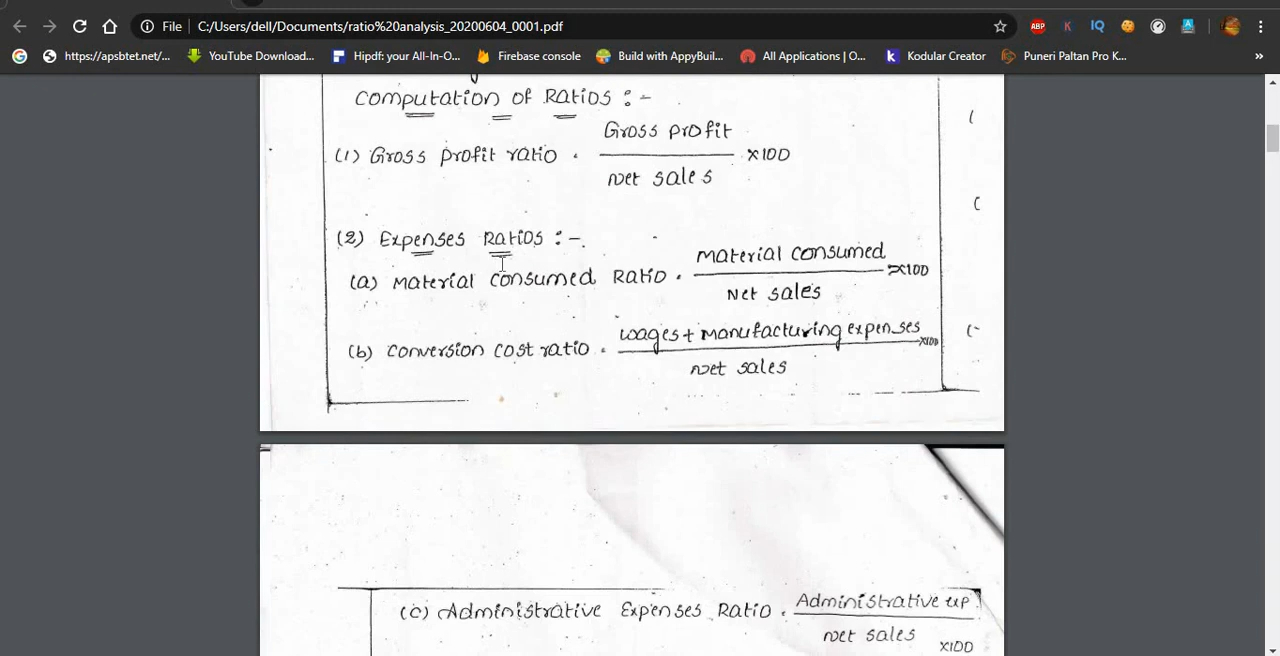 File C:/Users/dell/Documents/ratio%20analysis_20200604_0001.pdf ABP K IQ A
https://apsbtet.net/... YouTube Download... Hipdf: your All-In-O... Firebase console Build with AppyBuil... All Applications | O... Kodular Creator Puneri Paltan Pro K... »
Computation of Ratios :-
(1) Gross profit ratio = Gross profit
net sales ×100
(2) Expenses Ratios :-
(a) Material consumed Ratio = Material consumed
Net sales ×100
(b) conversion cost ratio = wages + manufacturing expenses
net sales ×100
(c) Administrative Expenses Ratio = Administrative exp
net sales ×100